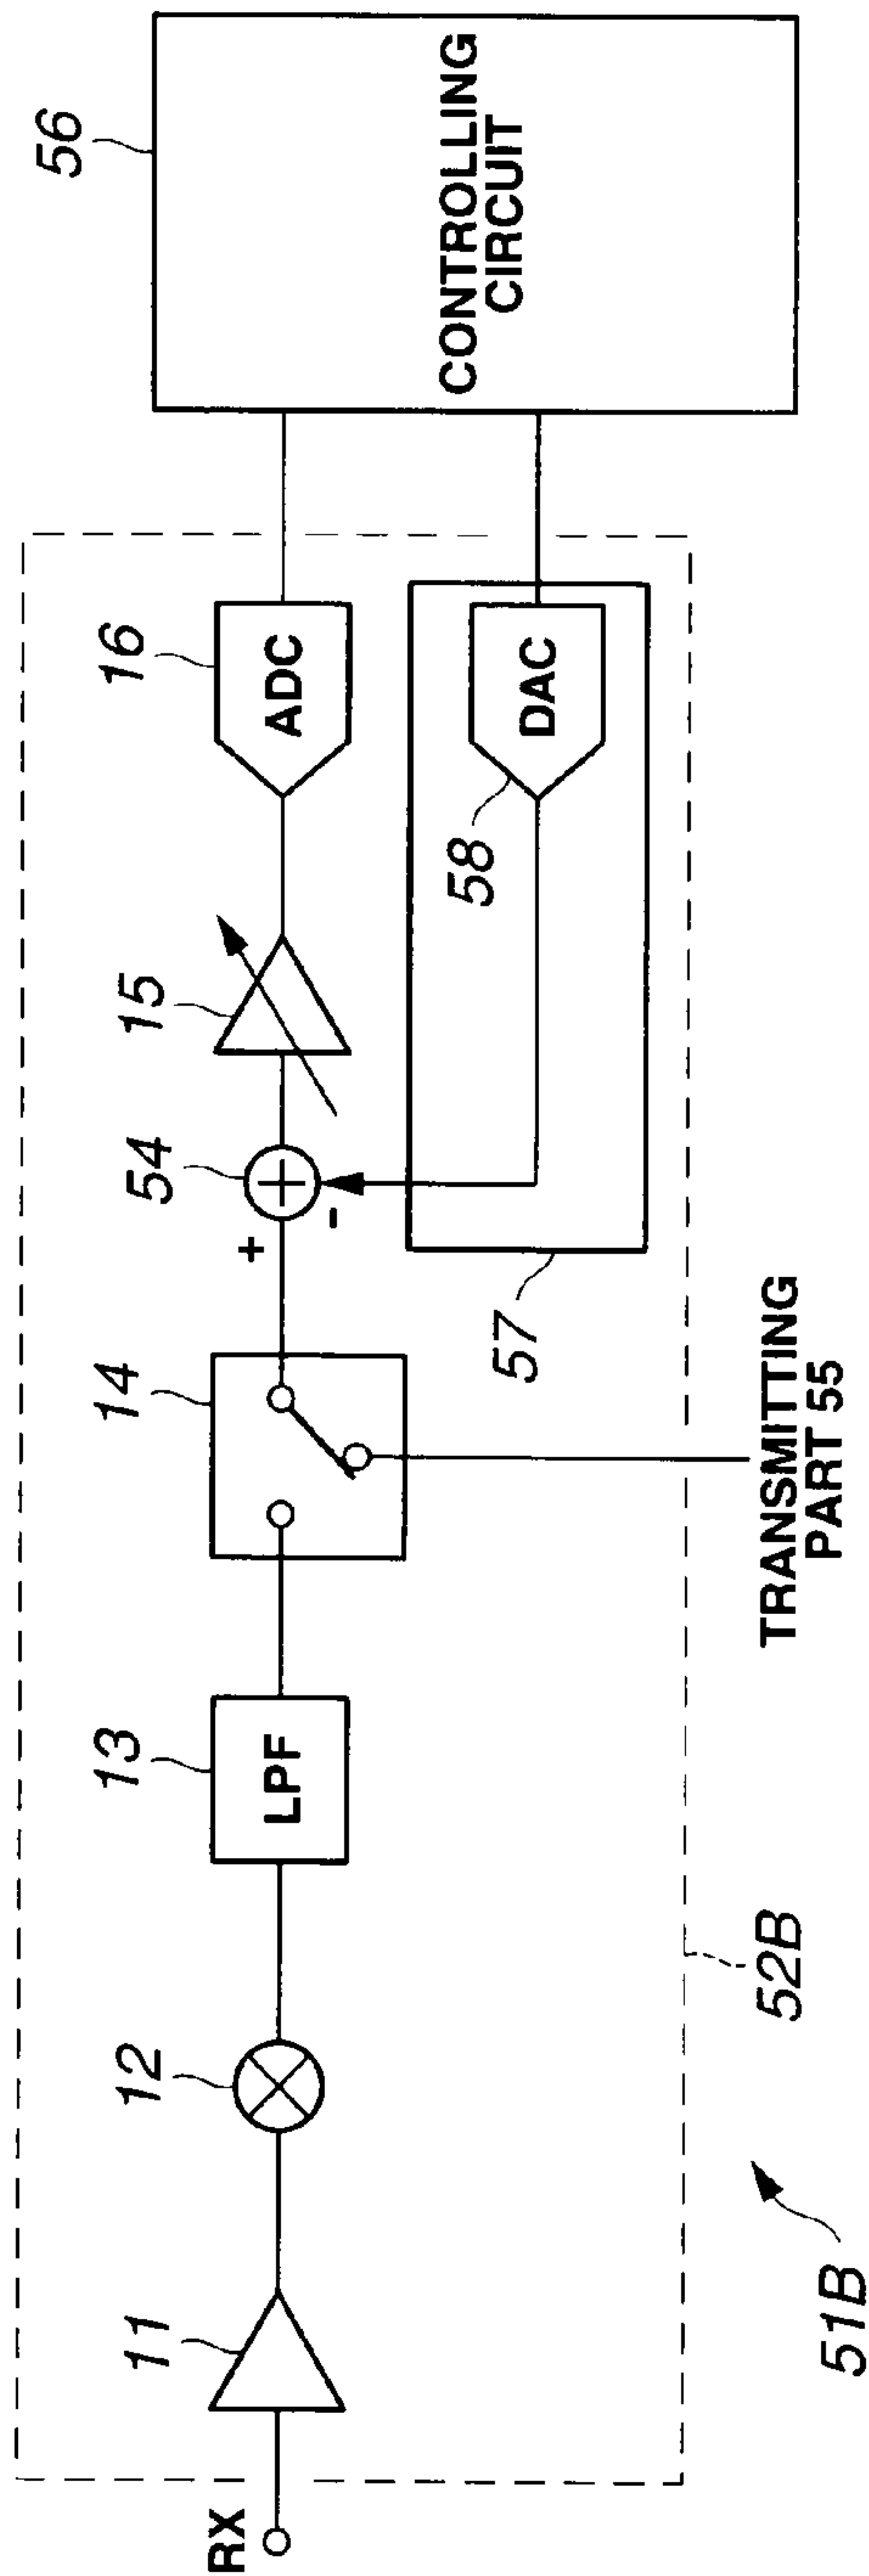 RX
11
12
13
LPF
14
+
-
54
15
16
ADC
56
CONTROLLING
CIRCUIT
57
58
DAC
TRANSMITTING
PART 55
52B
51B